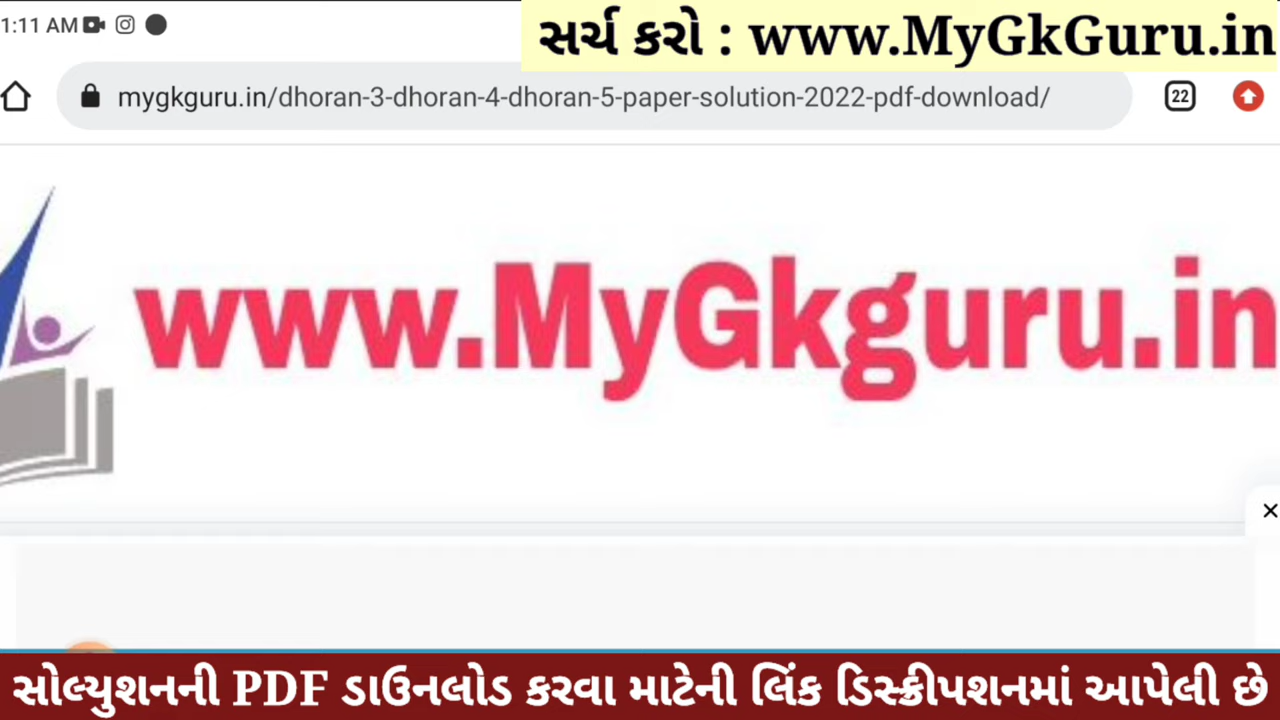 1:11 AM
સર્ચ કરો : www.MyGkGuru.in
mygkguru.in/dhoran-3-dhoran-4-dhoran-5-paper-solution-2022-pdf-download/
22
www.MyGkguru.in
સોલ્યુશનની PDF ડાઉનલોડ કરવા માટેની લિંક ડિસ્ક્રીપશનમાં આપેલી છે